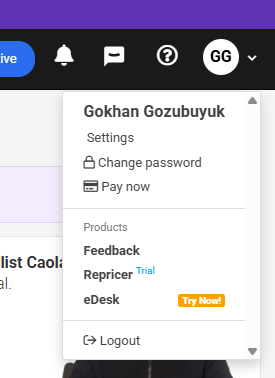 ive
GG
Gokhan Gozubuyuk
Settings
Change password
Pay now
Products
list Caola
al.
Feedback
Repricer Trial
eDesk Try Now!
Logout